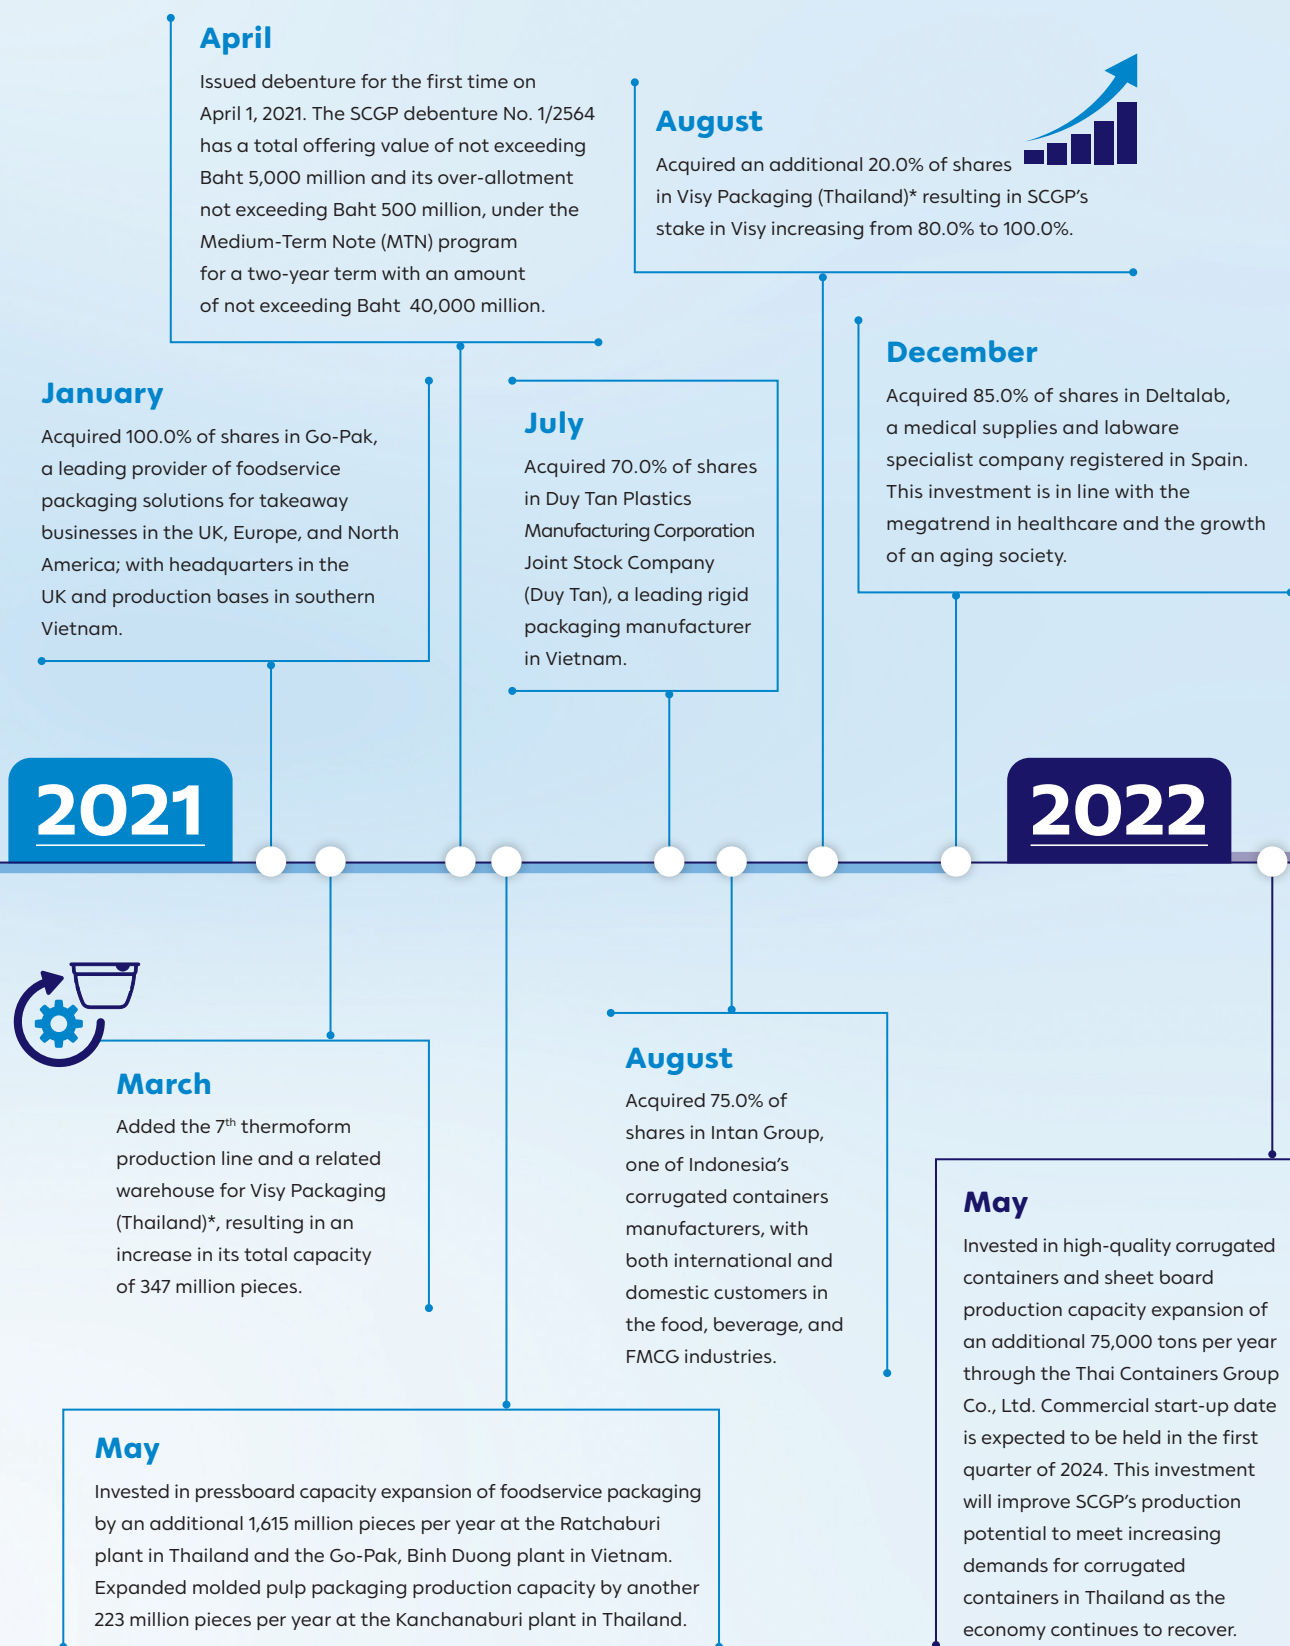 April
Issued debenture for the first time on
April 1, 2021. The SCGP debenture No. 1/2564
has a total offering value of not exceeding
Baht 5,000 million and its over-allotment
not exceeding Baht 500 million, under the
Medium-Term Note (MTN) program
for a two-year term with an amount
of not exceeding Baht 40,000 million.
August
Acquired an additional 20.0% of shares
in Visy Packaging (Thailand)* resulting in SCGP's
stake in Visy increasing from 80.0% to 100.0%.
January
Acquired 100.0% of shares in Go-Pak,
a leading provider of foodservice
packaging solutions for takeaway
businesses in the UK, Europe, and North
America; with headquarters in the
UK and production bases in southern
Vietnam.
July
Acquired 70.0% of shares
in Duy Tan Plastics
Manufacturing Corporation
Joint Stock Company
(Duy Tan), a leading rigid
packaging manufacturer
in Vietnam.
December
Acquired 85.0% of shares in Deltalab,
a medical supplies and labware
specialist company registered in Spain.
This investment is in line with the
megatrend in healthcare and the growth
of an aging society.
2021
2022
March
Added the 7th thermoform
production line and a related
warehouse for Visy Packaging
(Thailand)*, resulting in an
increase in its total capacity
of 347 million pieces.
August
Acquired 75.0% of
shares in Intan Group,
one of Indonesia's
corrugated containers
manufacturers, with
both international and
domestic customers in
the food, beverage, and
FMCG industries.
May
Invested in pressboard capacity expansion of foodservice packaging
by an additional 1,615 million pieces per year at the Ratchaburi
plant in Thailand and the Go-Pak, Binh Duong plant in Vietnam.
Expanded molded pulp packaging production capacity by another
223 million pieces per year at the Kanchanaburi plant in Thailand.
May
Invested in high-quality corrugated
containers and sheet board
production capacity expansion of
an additional 75,000 tons per year
through the Thai Containers Group
Co., Ltd. Commercial start-up date
is expected to be held in the first
quarter of 2024. This investment
will improve SCGP's production
potential to meet increasing
demands for corrugated
containers in Thailand as the
economy continues to recover.